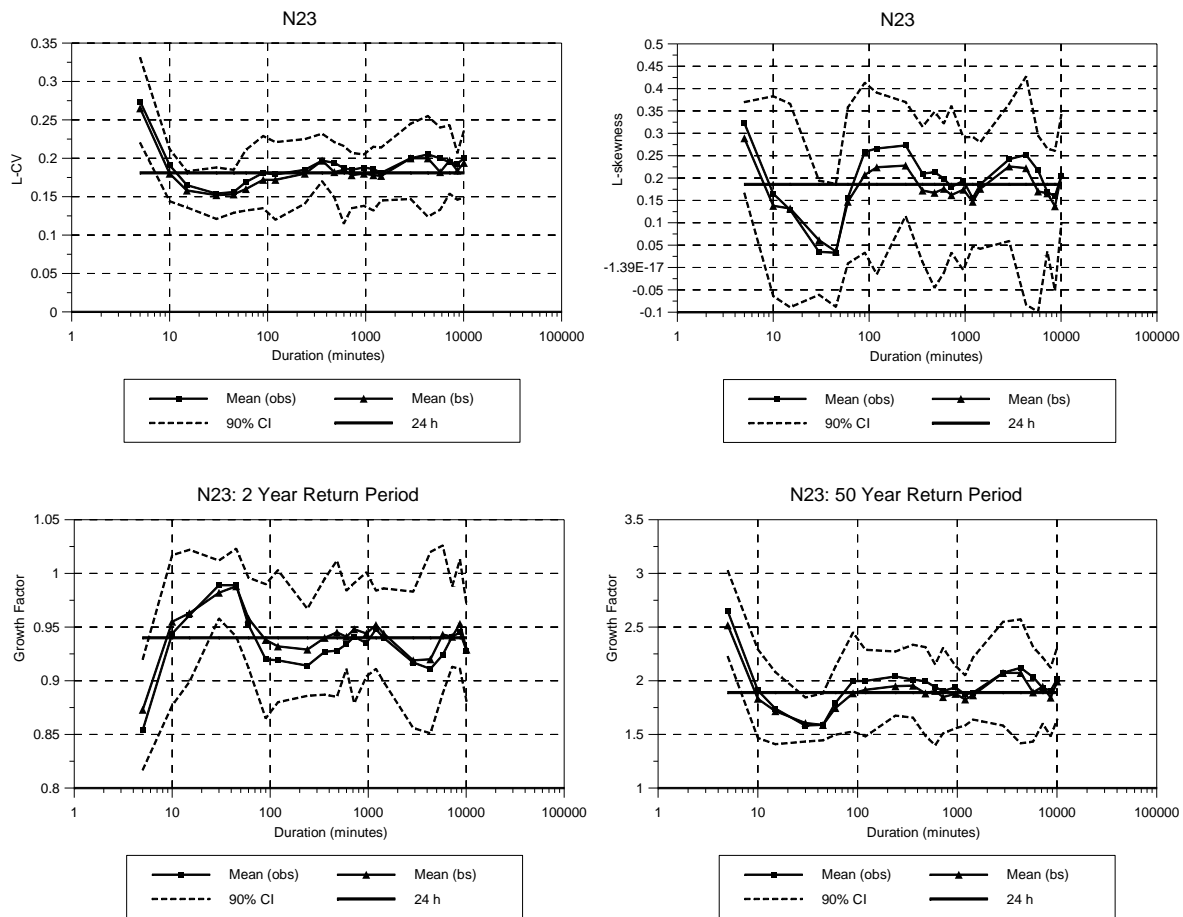 N23
0.35
0.3
0.25
0.2
0.15
0.1
0.05
0
L-CV
1 10 100 1000 10000 100000
Duration (minutes)
Mean (obs) Mean (bs)
90% CI 24 h
N23
0.5
0.45
0.4
0.35
0.3
0.25
0.2
0.15
0.1
0.05
-1.39E-17
-0.05
-0.1
L-skewness
1 10 100 1000 10000 100000
Duration (minutes)
Mean (obs) Mean (bs)
90% CI 24 h
N23: 2 Year Return Period
1.05
1
0.95
0.9
0.85
0.8
Growth Factor
1 10 100 1000 10000 100000
Duration (minutes)
Mean (obs) Mean (bs)
90% CI 24 h
N23: 50 Year Return Period
3.5
3
2.5
2
1.5
1
Growth Factor
1 10 100 1000 10000 100000
Duration (minutes)
Mean (obs) Mean (bs)
90% CI 24 h